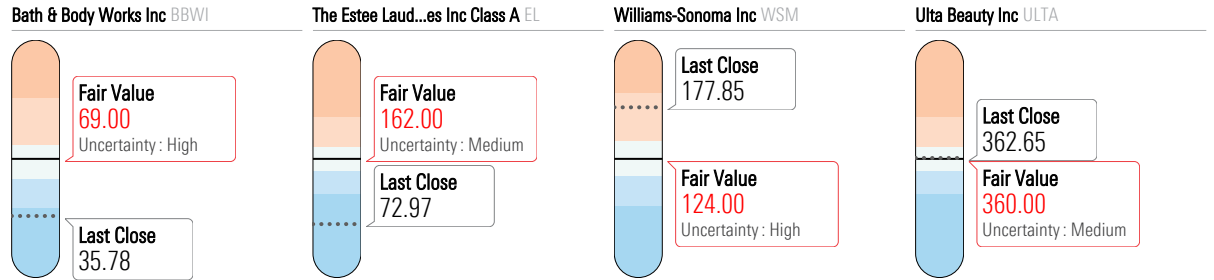 Bath & Body Works Inc BBWI
Fair Value
69.00
Uncertainty : High
Last Close
35.78
The Estee Laud...es Inc Class A EL
Fair Value
162.00
Uncertainty : Medium
Last Close
72.97
Williams-Sonoma Inc WSM
Last Close
177.85
Fair Value
124.00
Uncertainty : High
Ulta Beauty Inc ULTA
Last Close
362.65
Fair Value
360.00
Uncertainty : Medium